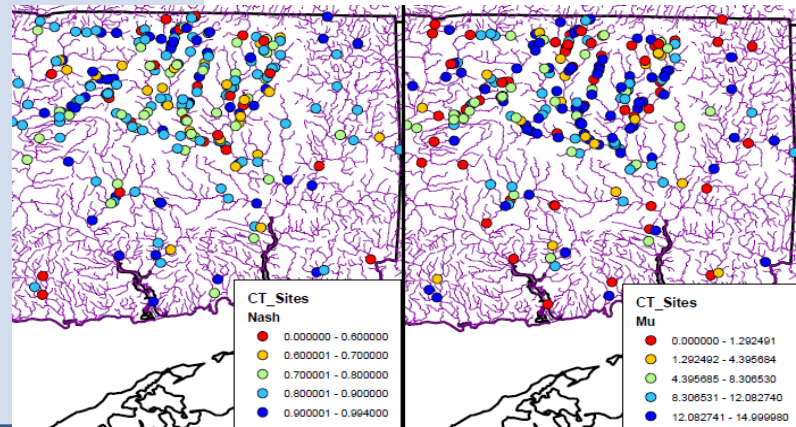 CT_Sites
Nash
0.000000 - 0.600000
0.600001 - 0.700000
0.700001 - 0.800000
0.800001 - 0.900000
0.900001 - 0.994000
CT_Sites
Mu
0.000000 - 1.292491
1.292492 - 4.395684
4.395685 - 8.306530
8.306531 - 12.082740
12.082741 - 14.999980